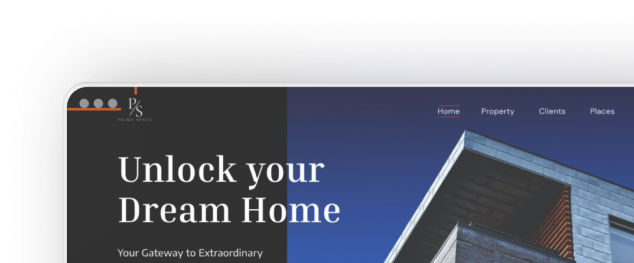 P/S
PRIME SPACE
Home Property Clients Places
Unlock your
Dream Home
Your Gateway to Extraordinary